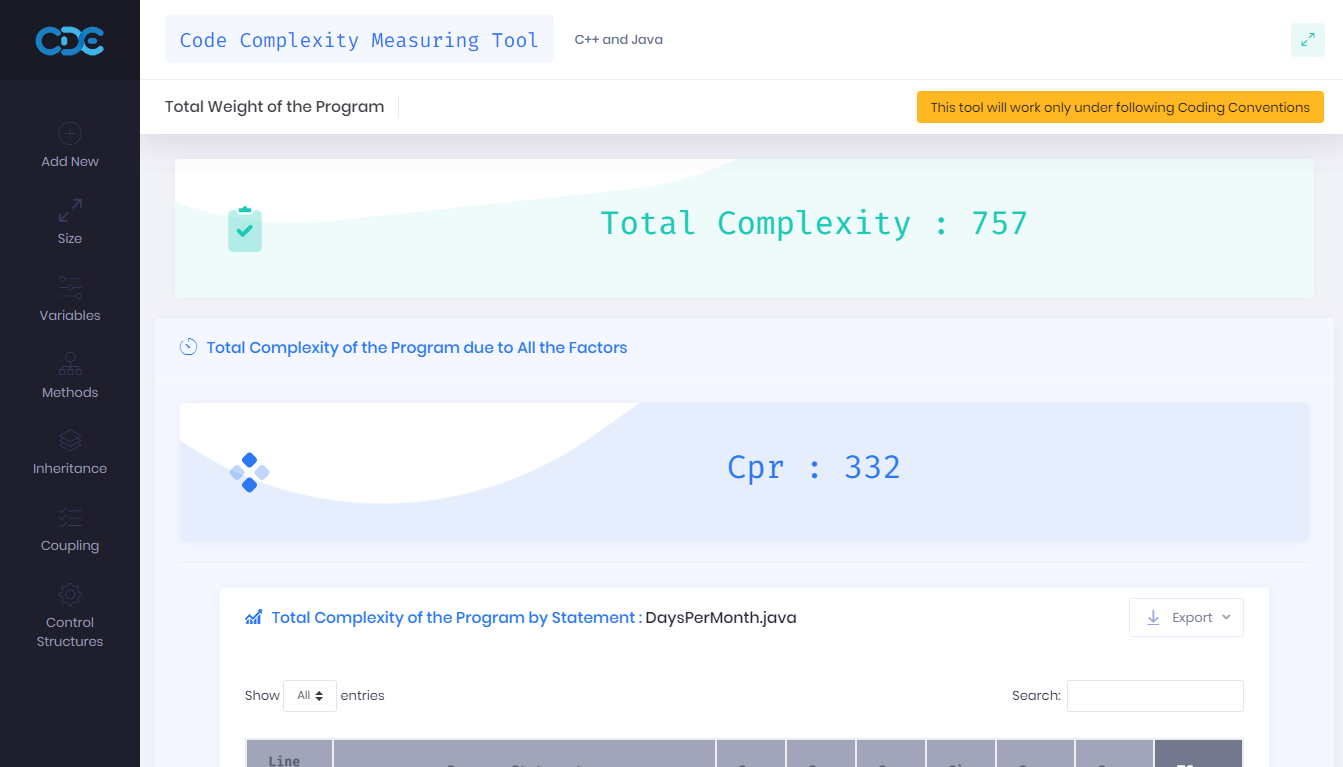 CDE
Code Complexity Measuring Tool
C++ and Java
Total Weight of the Program
This tool will work only under following Coding Conventions
Add New
Size
Variables
Methods
Inheritance
Coupling
Control
Structures
Total Complexity : 757
Total Complexity of the Program due to All the Factors
Cpr : 332
Total Complexity of the Program by Statement : DaysPerMonth.java
Export
Show All entries
Search:
Line